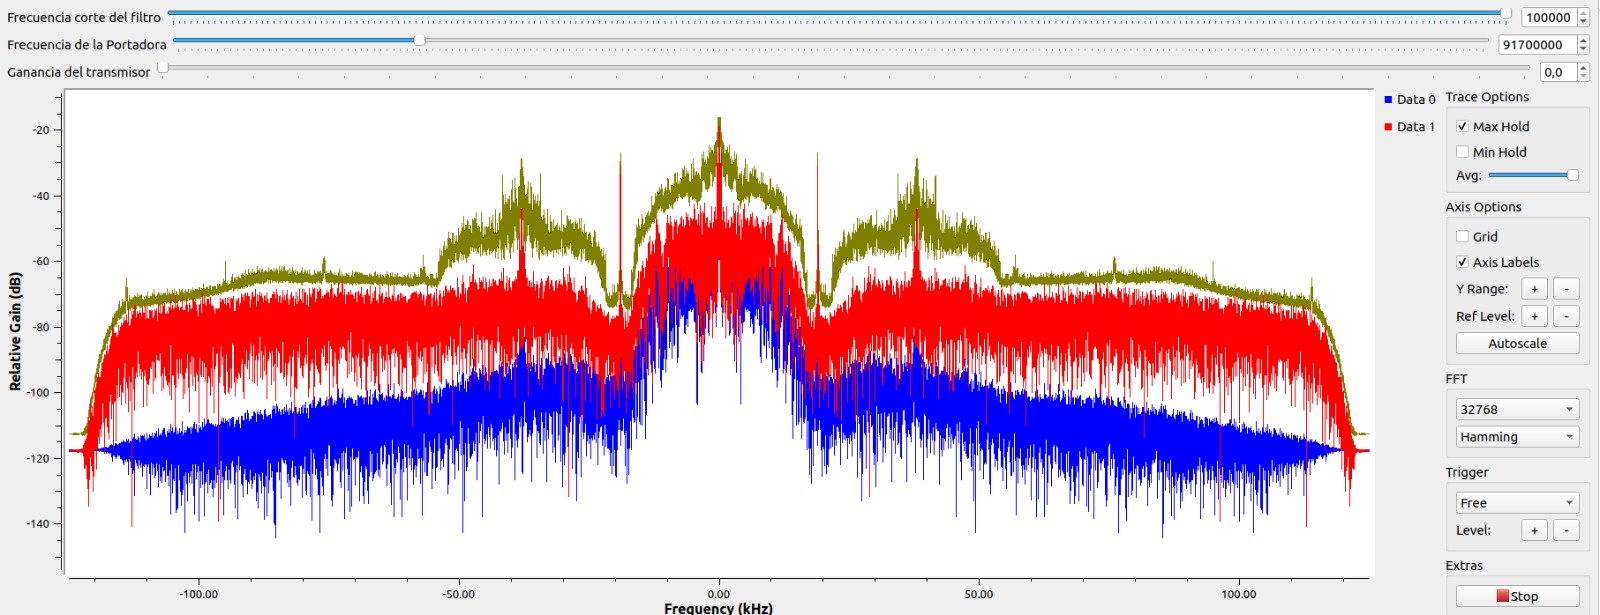 Frecuencia corte del filtro 100000
Frecuencia de la Portadora 91700000
Ganancia del transmisor 0,0
Data 0
Data 1
Trace Options
Max Hold
Min Hold
Avg:
Axis Options
Grid
Axis Labels
Y Range: + -
Ref Level: + -
Autoscale
FFT
32768
Hamming
Trigger
Free
Level: + -
Extras
Stop
Relative Gain (dB)
-20
-40
-60
-80
-100
-120
-140
-100.00 -50.00 0.00 50.00 100.00
Frequency (kHz)